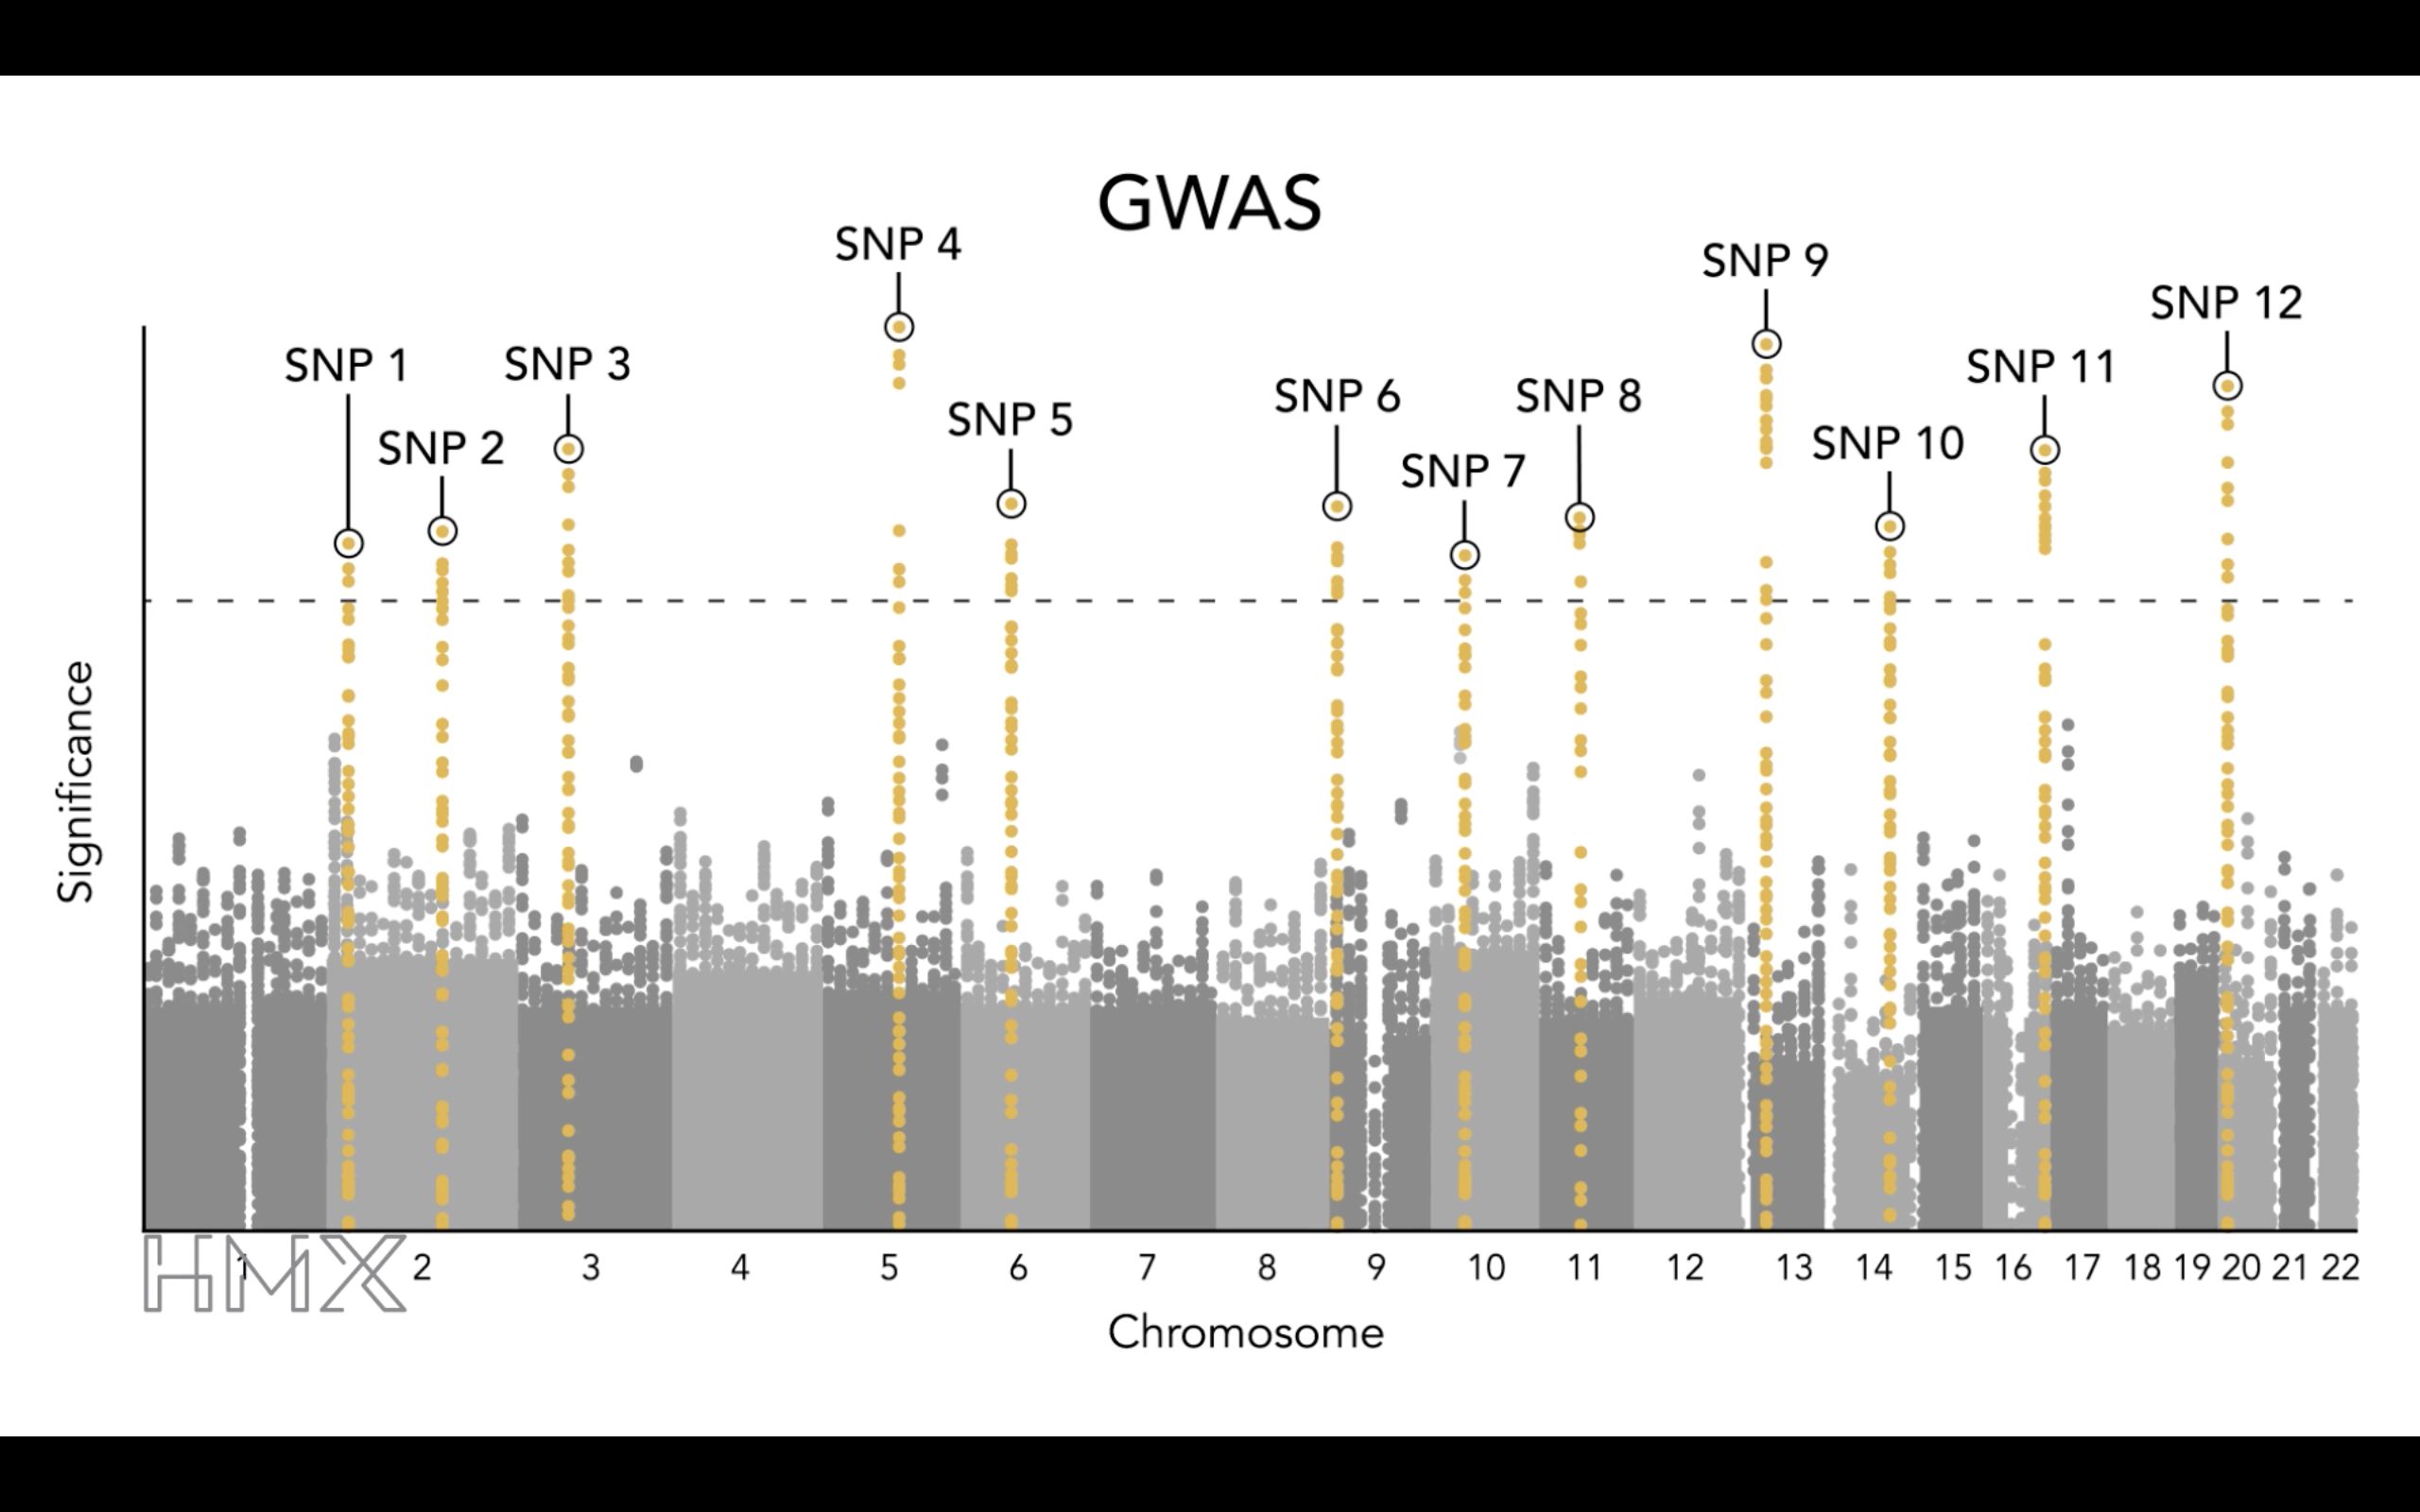 GWAS
SNP 4
SNP 9
SNP 12
SNP 1
SNP 3
SNP 11
SNP 6
SNP 8
SNP 5
SNP 2
SNP 10
SNP 7
Significance
1 2 3 4 5 6 7 8 9 10 11 12 13 14 15 16 17 18 19 20 21 22
HMX
Chromosome